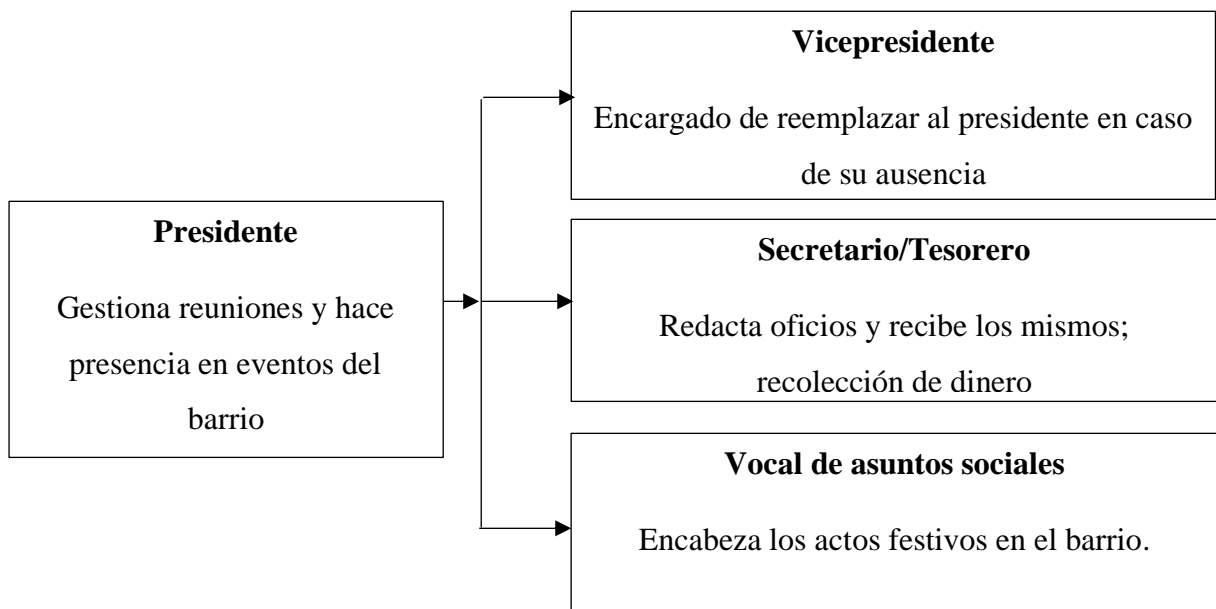 Presidente
Gestiona reuniones y hace
presencia en eventos del
barrio
Vicepresidente
Encargado de reemplazar al presidente en caso
de su ausencia
Secretario/Tesorero
Redacta oficios y recibe los mismos;
recolección de dinero
Vocal de asuntos sociales
Encabeza los actos festivos en el barrio.